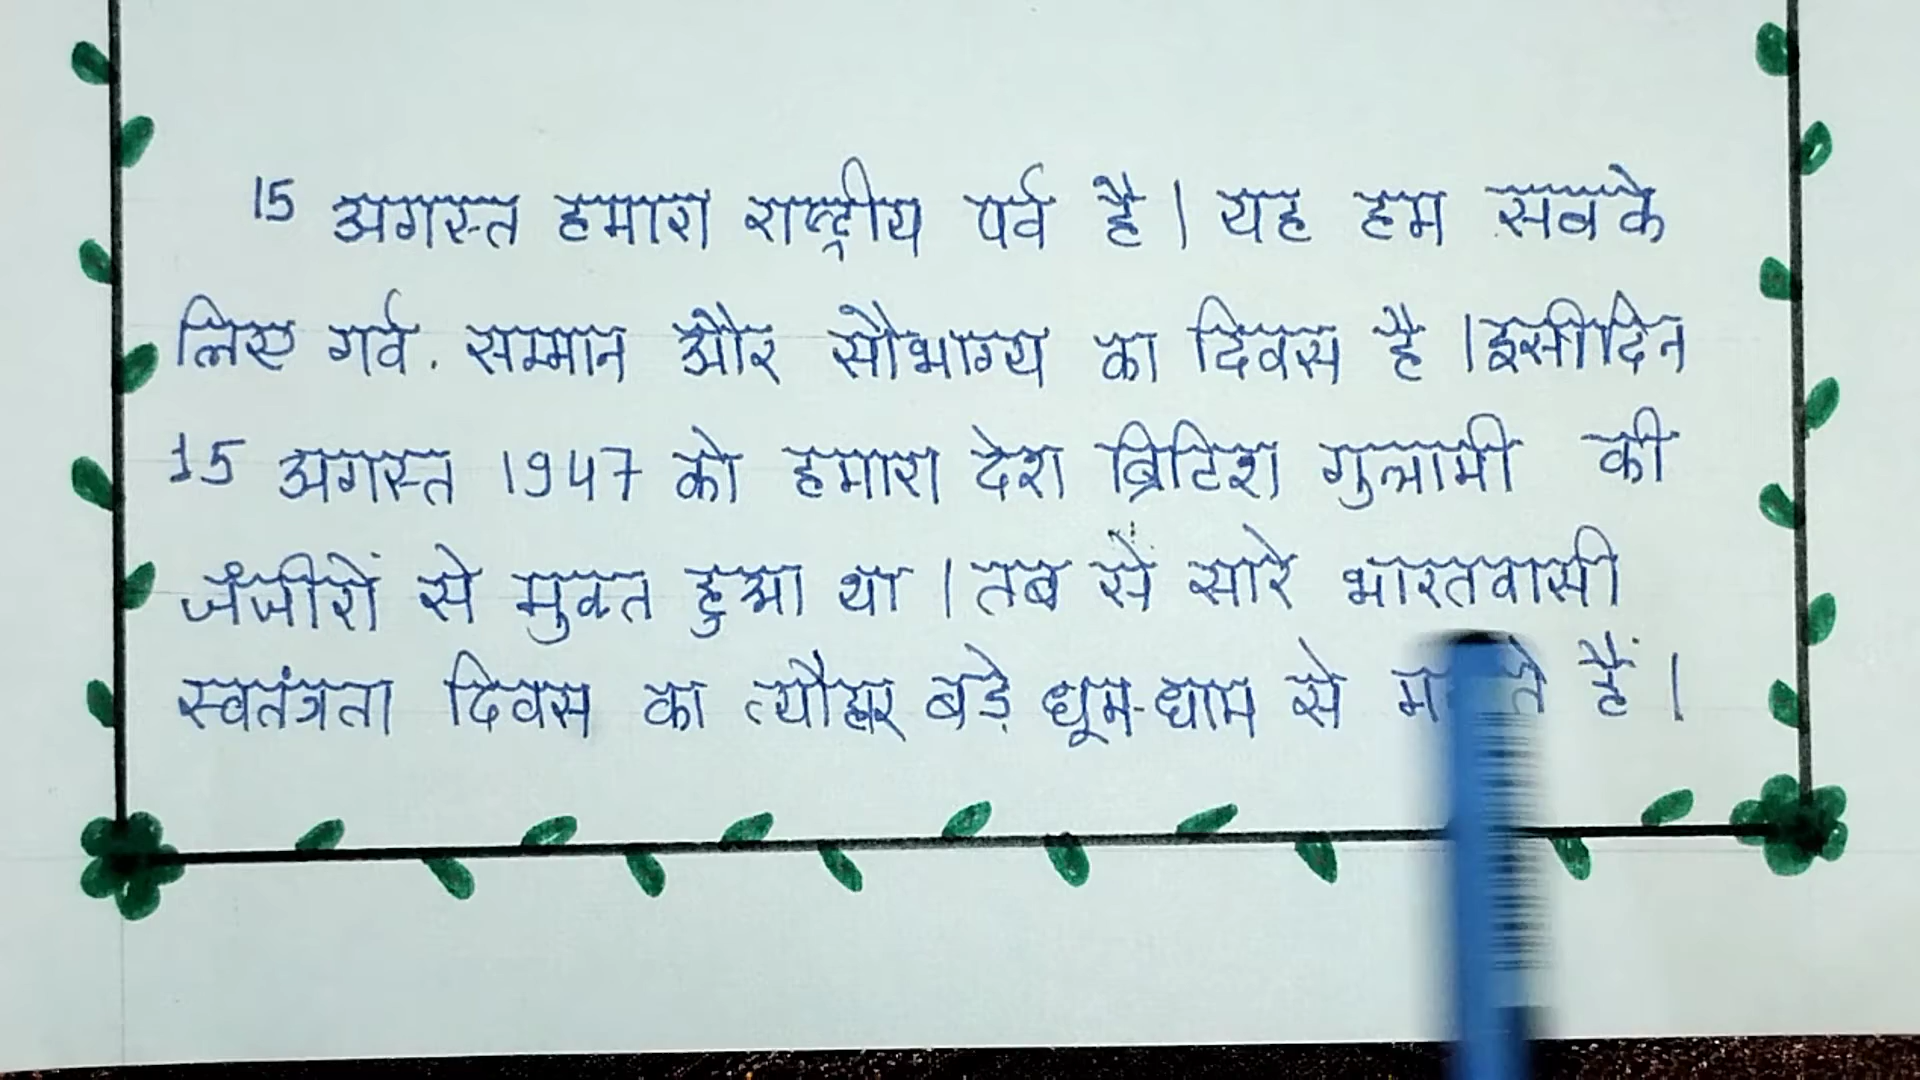 15 अगस्त हमारा राष्ट्रीय पर्व है। यह हम सबके
लिए गर्व. सम्मान और सौभाग्य का दिवस है ।इसी दिन
15 अगस्त 1947 को हमारा देश ब्रिटिश गुलामी की
जंजीरों से मुक्त हुआ था । तब से सारे भारतवासी
स्वतंत्रता दिवस का त्यौहार बड़े धूम-धाम से हैं ।